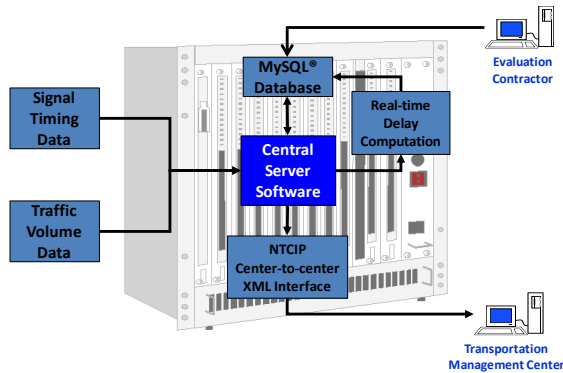 MySQL®
Database
Evaluation
Contractor
Signal
Timing
Data
Real-time
Delay
Computation
Central
Server
Software
Traffic
Volume
Data
NTCIP
Center-to-center
XML Interface
Transportation
Management Center